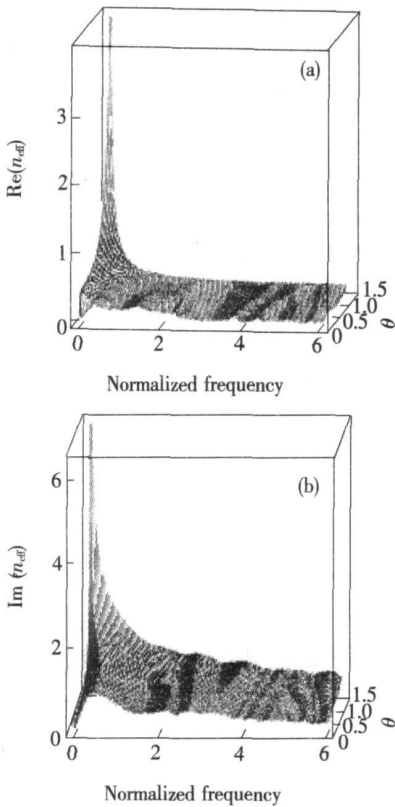 (a)
3
2
1
0
Re(n_eff)
0 2 4 6
0 0.5 1.0 1.5
θ
Normalized frequency
(b)
6
4
2
0
Im (n_eff)
0 2 4 6
0 0.5 1.0 1.5
θ
Normalized frequency